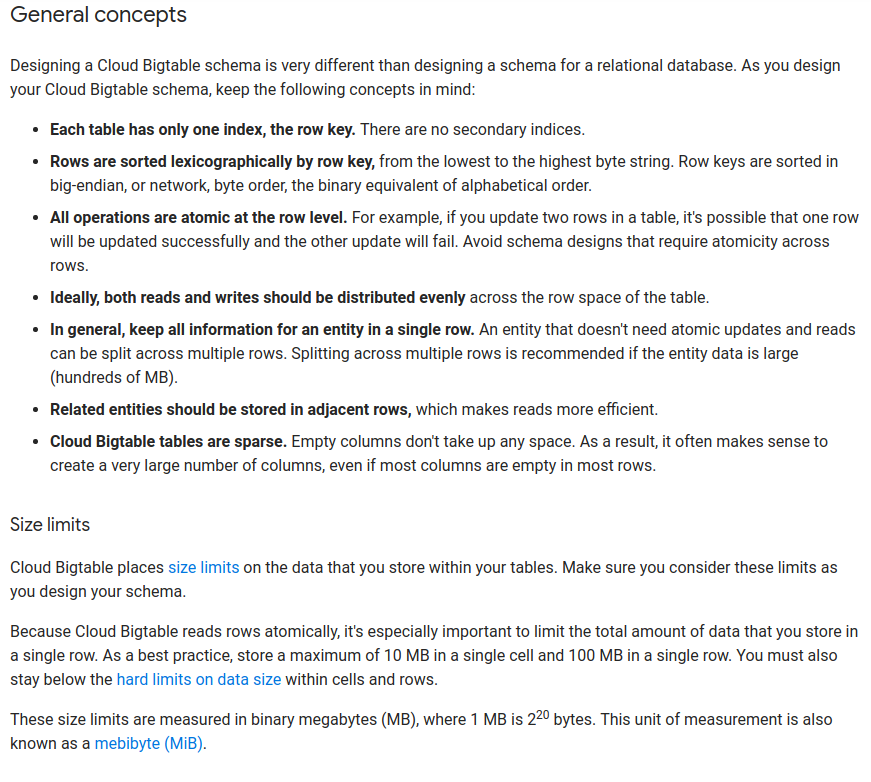 General concepts
Designing a Cloud Bigtable schema is very different than designing a schema for a relational database. As you design
your Cloud Bigtable schema, keep the following concepts in mind:
• Each table has only one index, the row key. There are no secondary indices.
• Rows are sorted lexicographically by row key, from the lowest to the highest byte string. Row keys are sorted in
big-endian, or network, byte order, the binary equivalent of alphabetical order.
• All operations are atomic at the row level. For example, if you update two rows in a table, it's possible that one row
will be updated successfully and the other update will fail. Avoid schema designs that require atomicity across
rows.
• Ideally, both reads and writes should be distributed evenly across the row space of the table.
• In general, keep all information for an entity in a single row. An entity that doesn't need atomic updates and reads
can be split across multiple rows. Splitting across multiple rows is recommended if the entity data is large
(hundreds of MB).
• Related entities should be stored in adjacent rows, which makes reads more efficient.
• Cloud Bigtable tables are sparse. Empty columns don't take up any space. As a result, it often makes sense to
create a very large number of columns, even if most columns are empty in most rows.
Size limits
Cloud Bigtable places size limits on the data that you store within your tables. Make sure you consider these limits as
you design your schema.
Because Cloud Bigtable reads rows atomically, it's especially important to limit the total amount of data that you store in
a single row. As a best practice, store a maximum of 10 MB in a single cell and 100 MB in a single row. You must also
stay below the hard limits on data size within cells and rows.
These size limits are measured in binary megabytes (MB), where 1 MB is 2²⁰ bytes. This unit of measurement is also
known as a mebibyte (MiB).